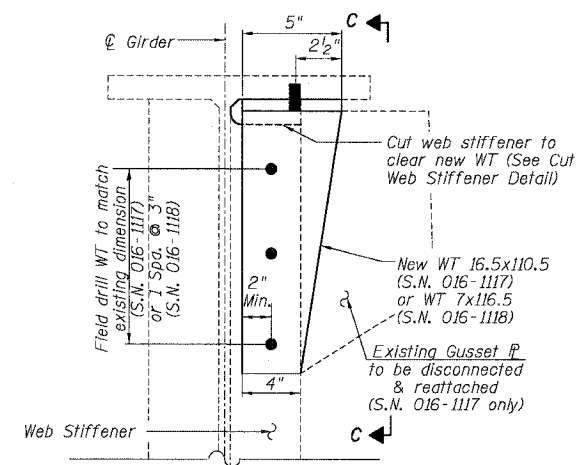 ℄ Girder
5"
C
2½"
Cut web stiffener to
clear new WT (See Cut
Web Stiffener Detail)
Field drill WT to match
existing dimension
(S.N. 016-1117)
or 1 Spa. @ 3"
(S.N. 016-1118)
2"
Min.
New WT 16.5x110.5
(S.N. 016-1117)
or WT 7x116.5
(S.N. 016-1118)
Existing Gusset ⅊
to be disconnected
& reattached
(S.N. 016-1117 only)
4"
Web Stiffener
C